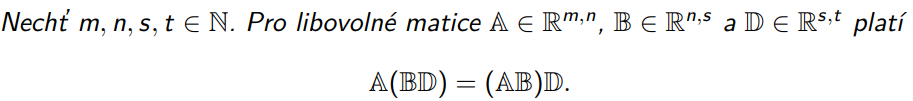 Nechť m, n, s, t ∈ ℕ. Pro libovolné matice 𝔸 ∈ ℝ^{m,n}, 𝔹 ∈ ℝ^{n,s} a 𝔻 ∈ ℝ^{s,t} platí
𝔸(𝔹𝔻) = (𝔸𝔹)𝔻.